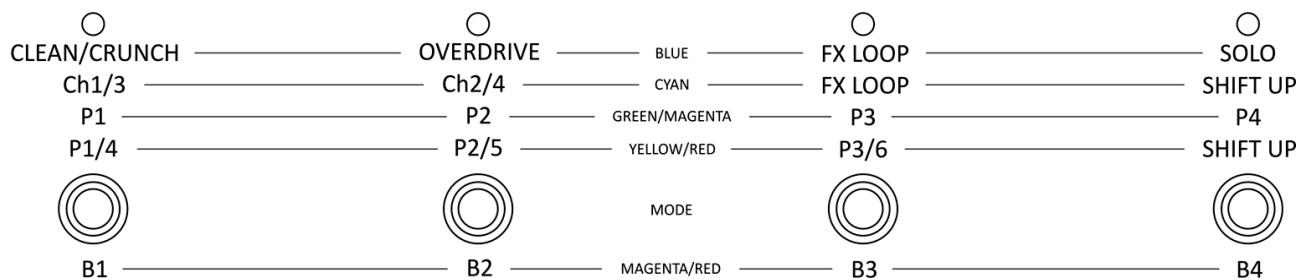 CLEAN/CRUNCH OVERDRIVE BLUE FX LOOP SOLO
Ch1/3 Ch2/4 CYAN FX LOOP SHIFT UP
P1 P2 GREEN/MAGENTA P3 P4
P1/4 P2/5 YELLOW/RED P3/6 SHIFT UP
MODE
B1 B2 MAGENTA/RED B3 B4